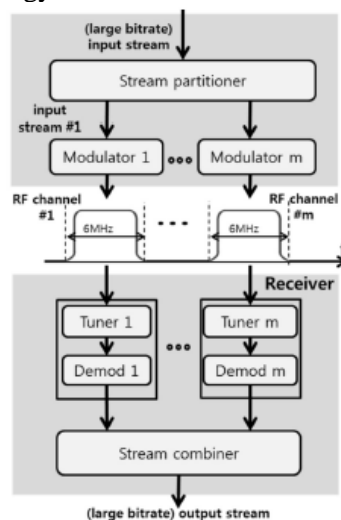 (large bitrate)
input stream
Stream partitioner
input
stream #1
Modulator 1
Modulator m
RF channel
#1
RF channel
#m
6MHz
6MHz
Receiver
Tuner 1
Tuner m
Demod 1
Demod m
Stream combiner
(large bitrate) output stream